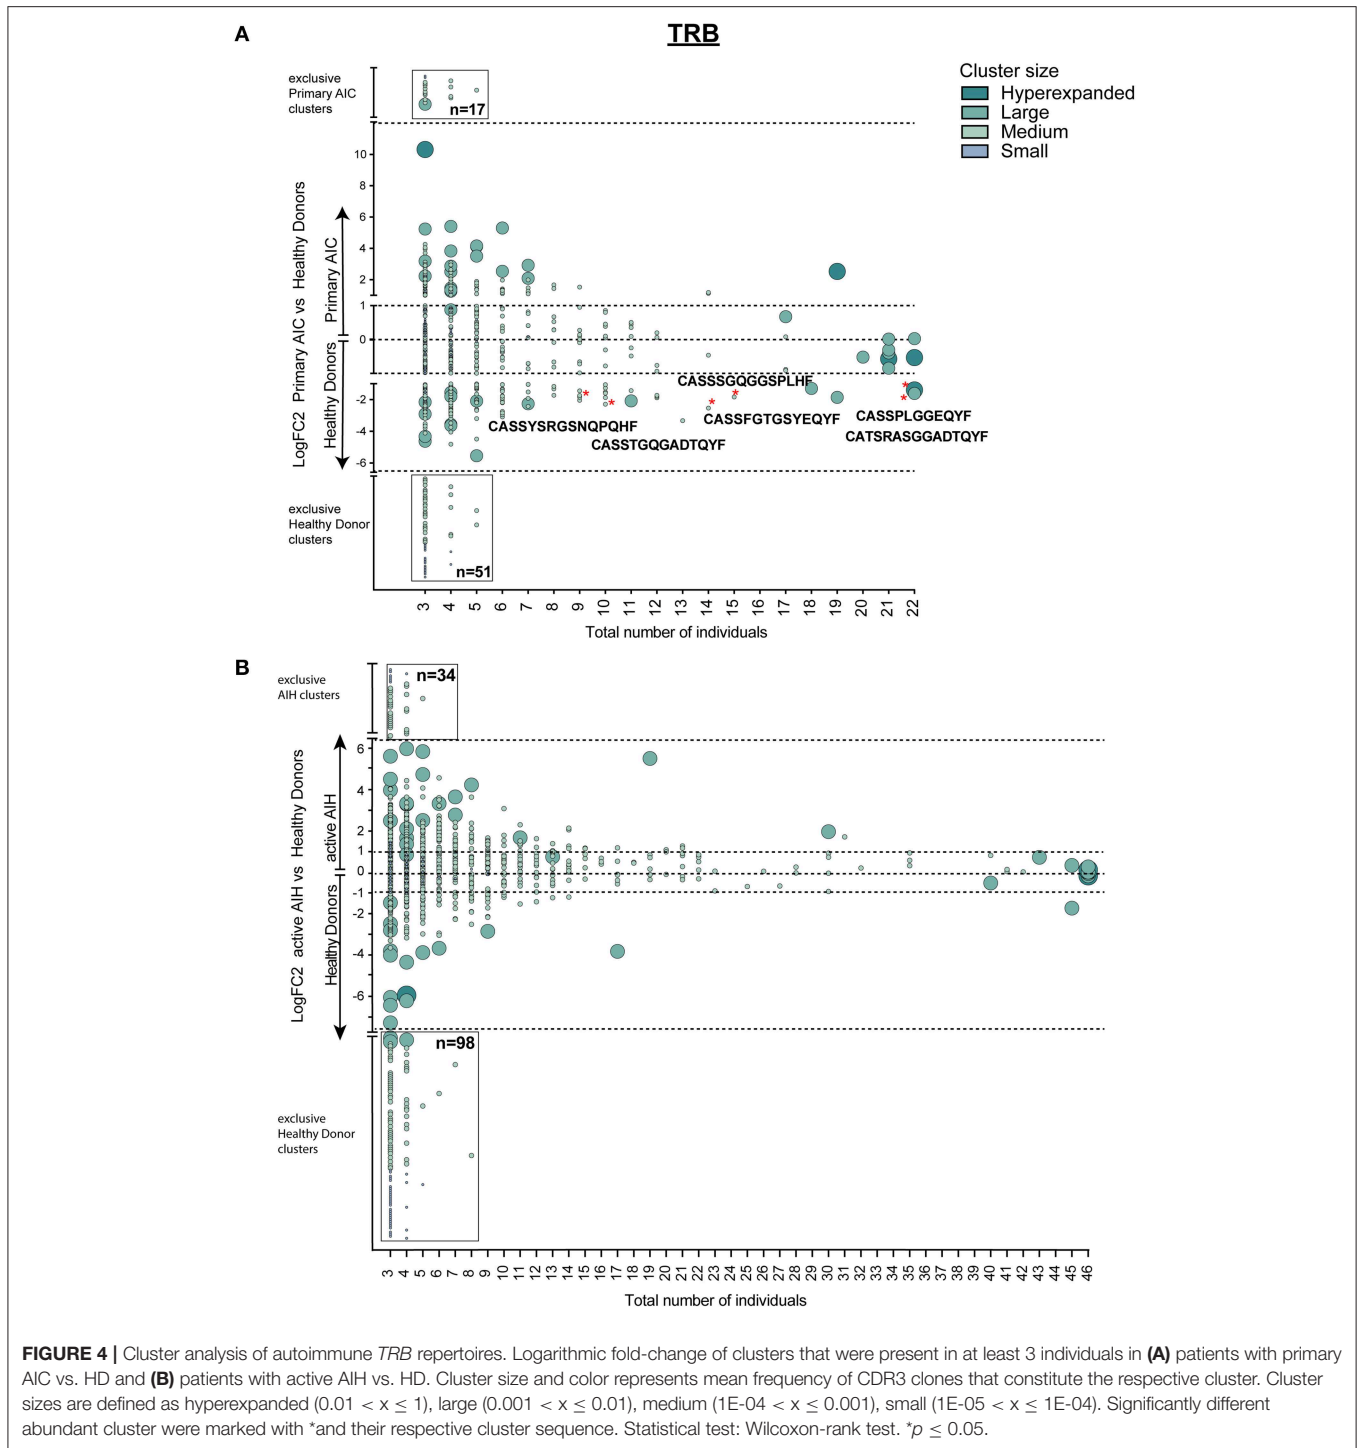 A
TRB
exclusive
Primary AIC
clusters
n=17
Cluster size
Hyperexpanded
Large
Medium
Small
LogFC2 Primary AIC vs Healthy Donors
Primary AIC
Healthy Donors
10
8
6
4
2
1
0
-2
-4
-6
CASSSGQGGSPLHF
CASSYSRGSNQPQHF
CASSFGTGSYEQYF
CASSPLGGEQYF
CASSTGQGADTQYF
CATSRASGGADTQYF
* * * * * *
exclusive
Healthy Donor
clusters
n=51
3 4 5 6 7 8 9 10 11 12 13 14 15 17 18 19 20 21 22
Total number of individuals
B
exclusive
AIH clusters
n=34
LogFC2 active AIH vs Healthy Donors
active AIH
Healthy Donors
6
4
2
1
0
-1
-2
-4
-6
n=98
exclusive
Healthy Donor
clusters
3 4 5 6 7 8 9 10 11 12 13 14 15 16 17 18 19 20 21 22 23 25 26 27 28 29 30 31 32 33 34 35 36 37 38 39 40 41 42 43 44 45 46
Total number of individuals
FIGURE 4 | Cluster analysis of autoimmune TRB repertoires. Logarithmic fold-change of clusters that were present in at least 3 individuals in (A) patients with primary
AIC vs. HD and (B) patients with active AIH vs. HD. Cluster size and color represents mean frequency of CDR3 clones that constitute the respective cluster. Cluster
sizes are defined as hyperexpanded (0.01 < x ≤ 1), large (0.001 < x ≤ 0.01), medium (1E-04 < x ≤ 0.001), small (1E-05 < x ≤ 1E-04). Significantly different
abundant cluster were marked with *and their respective cluster sequence. Statistical test: Wilcoxon-rank test. *p ≤ 0.05.